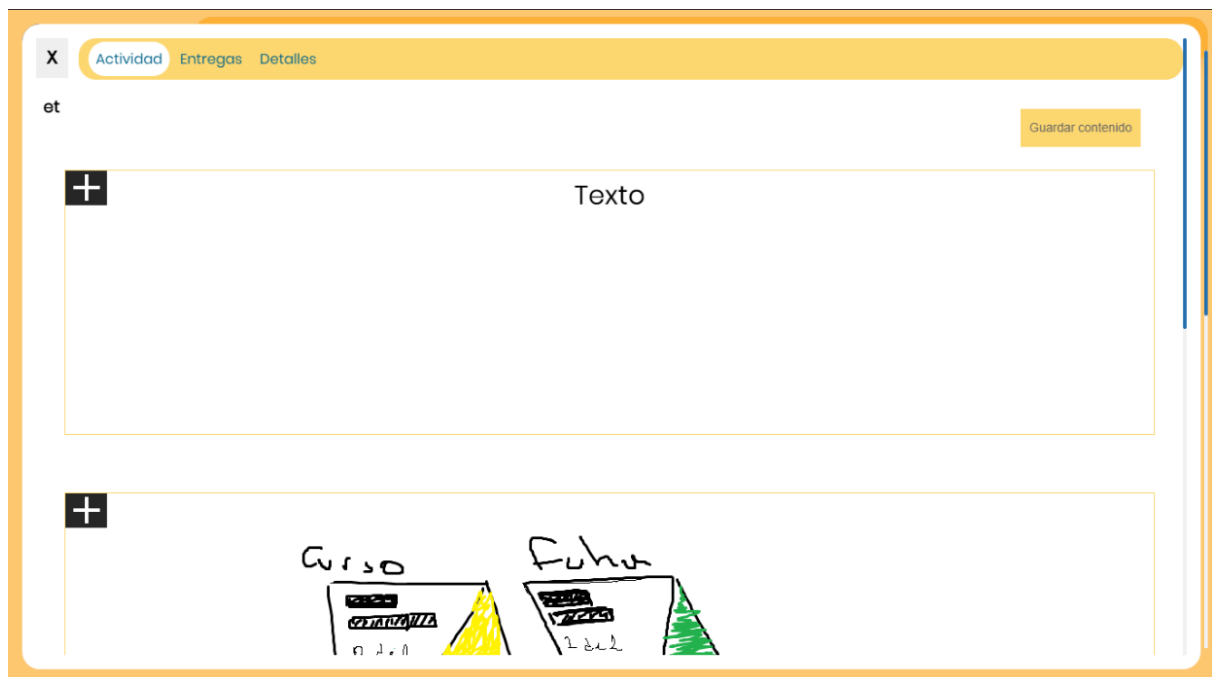 X Actividad Entregas Detalles
et
Guardar contenido
Texto
Curso